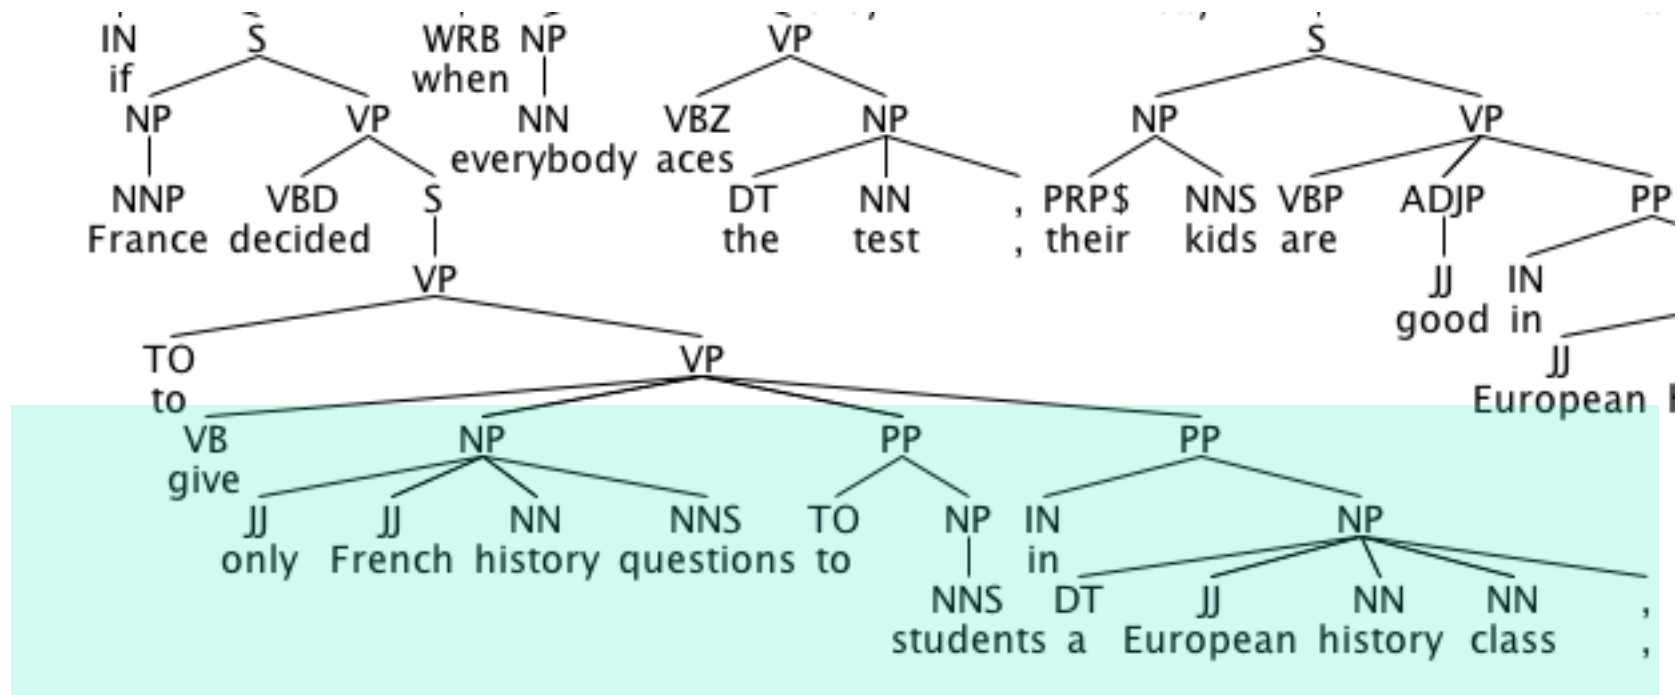 IN S WRB NP VP S
if when
NP VP NN VBZ NP NP VP
everybody aces
NNP VBD S DT NN , PRP$ NNS VBP ADJP PP
France decided the test , their kids are
VP JJ IN
good in
TO VP JJ
to European
VB NP PP PP
give
JJ JJ NN NNS TO NP IN NP
only French history questions to in
NNS DT JJ NN NN ,
students a European history class ,